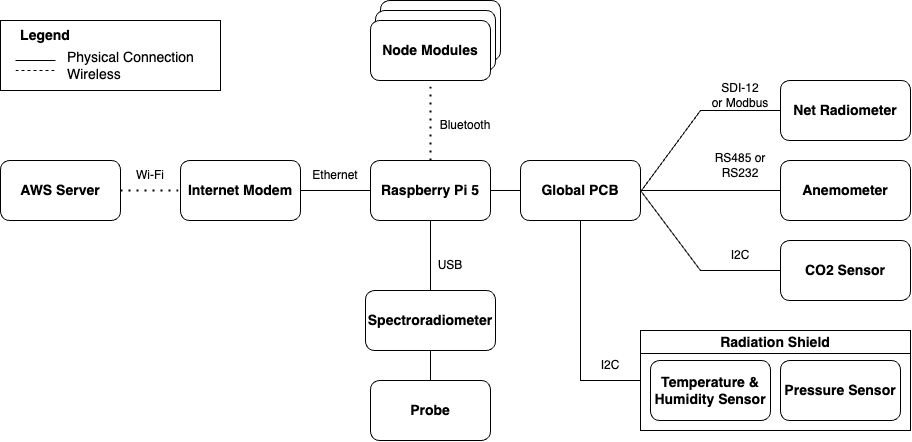 Legend
Physical Connection
Wireless
Node Modules
Bluetooth
SDI-12
or Modbus
Net Radiometer
AWS Server
Wi-Fi
Internet Modem
Ethernet
Raspberry Pi 5
Global PCB
RS485 or
RS232
Anemometer
I2C
CO2 Sensor
USB
Spectroradiometer
Probe
I2C
Radiation Shield
Temperature &
Humidity Sensor
Pressure Sensor